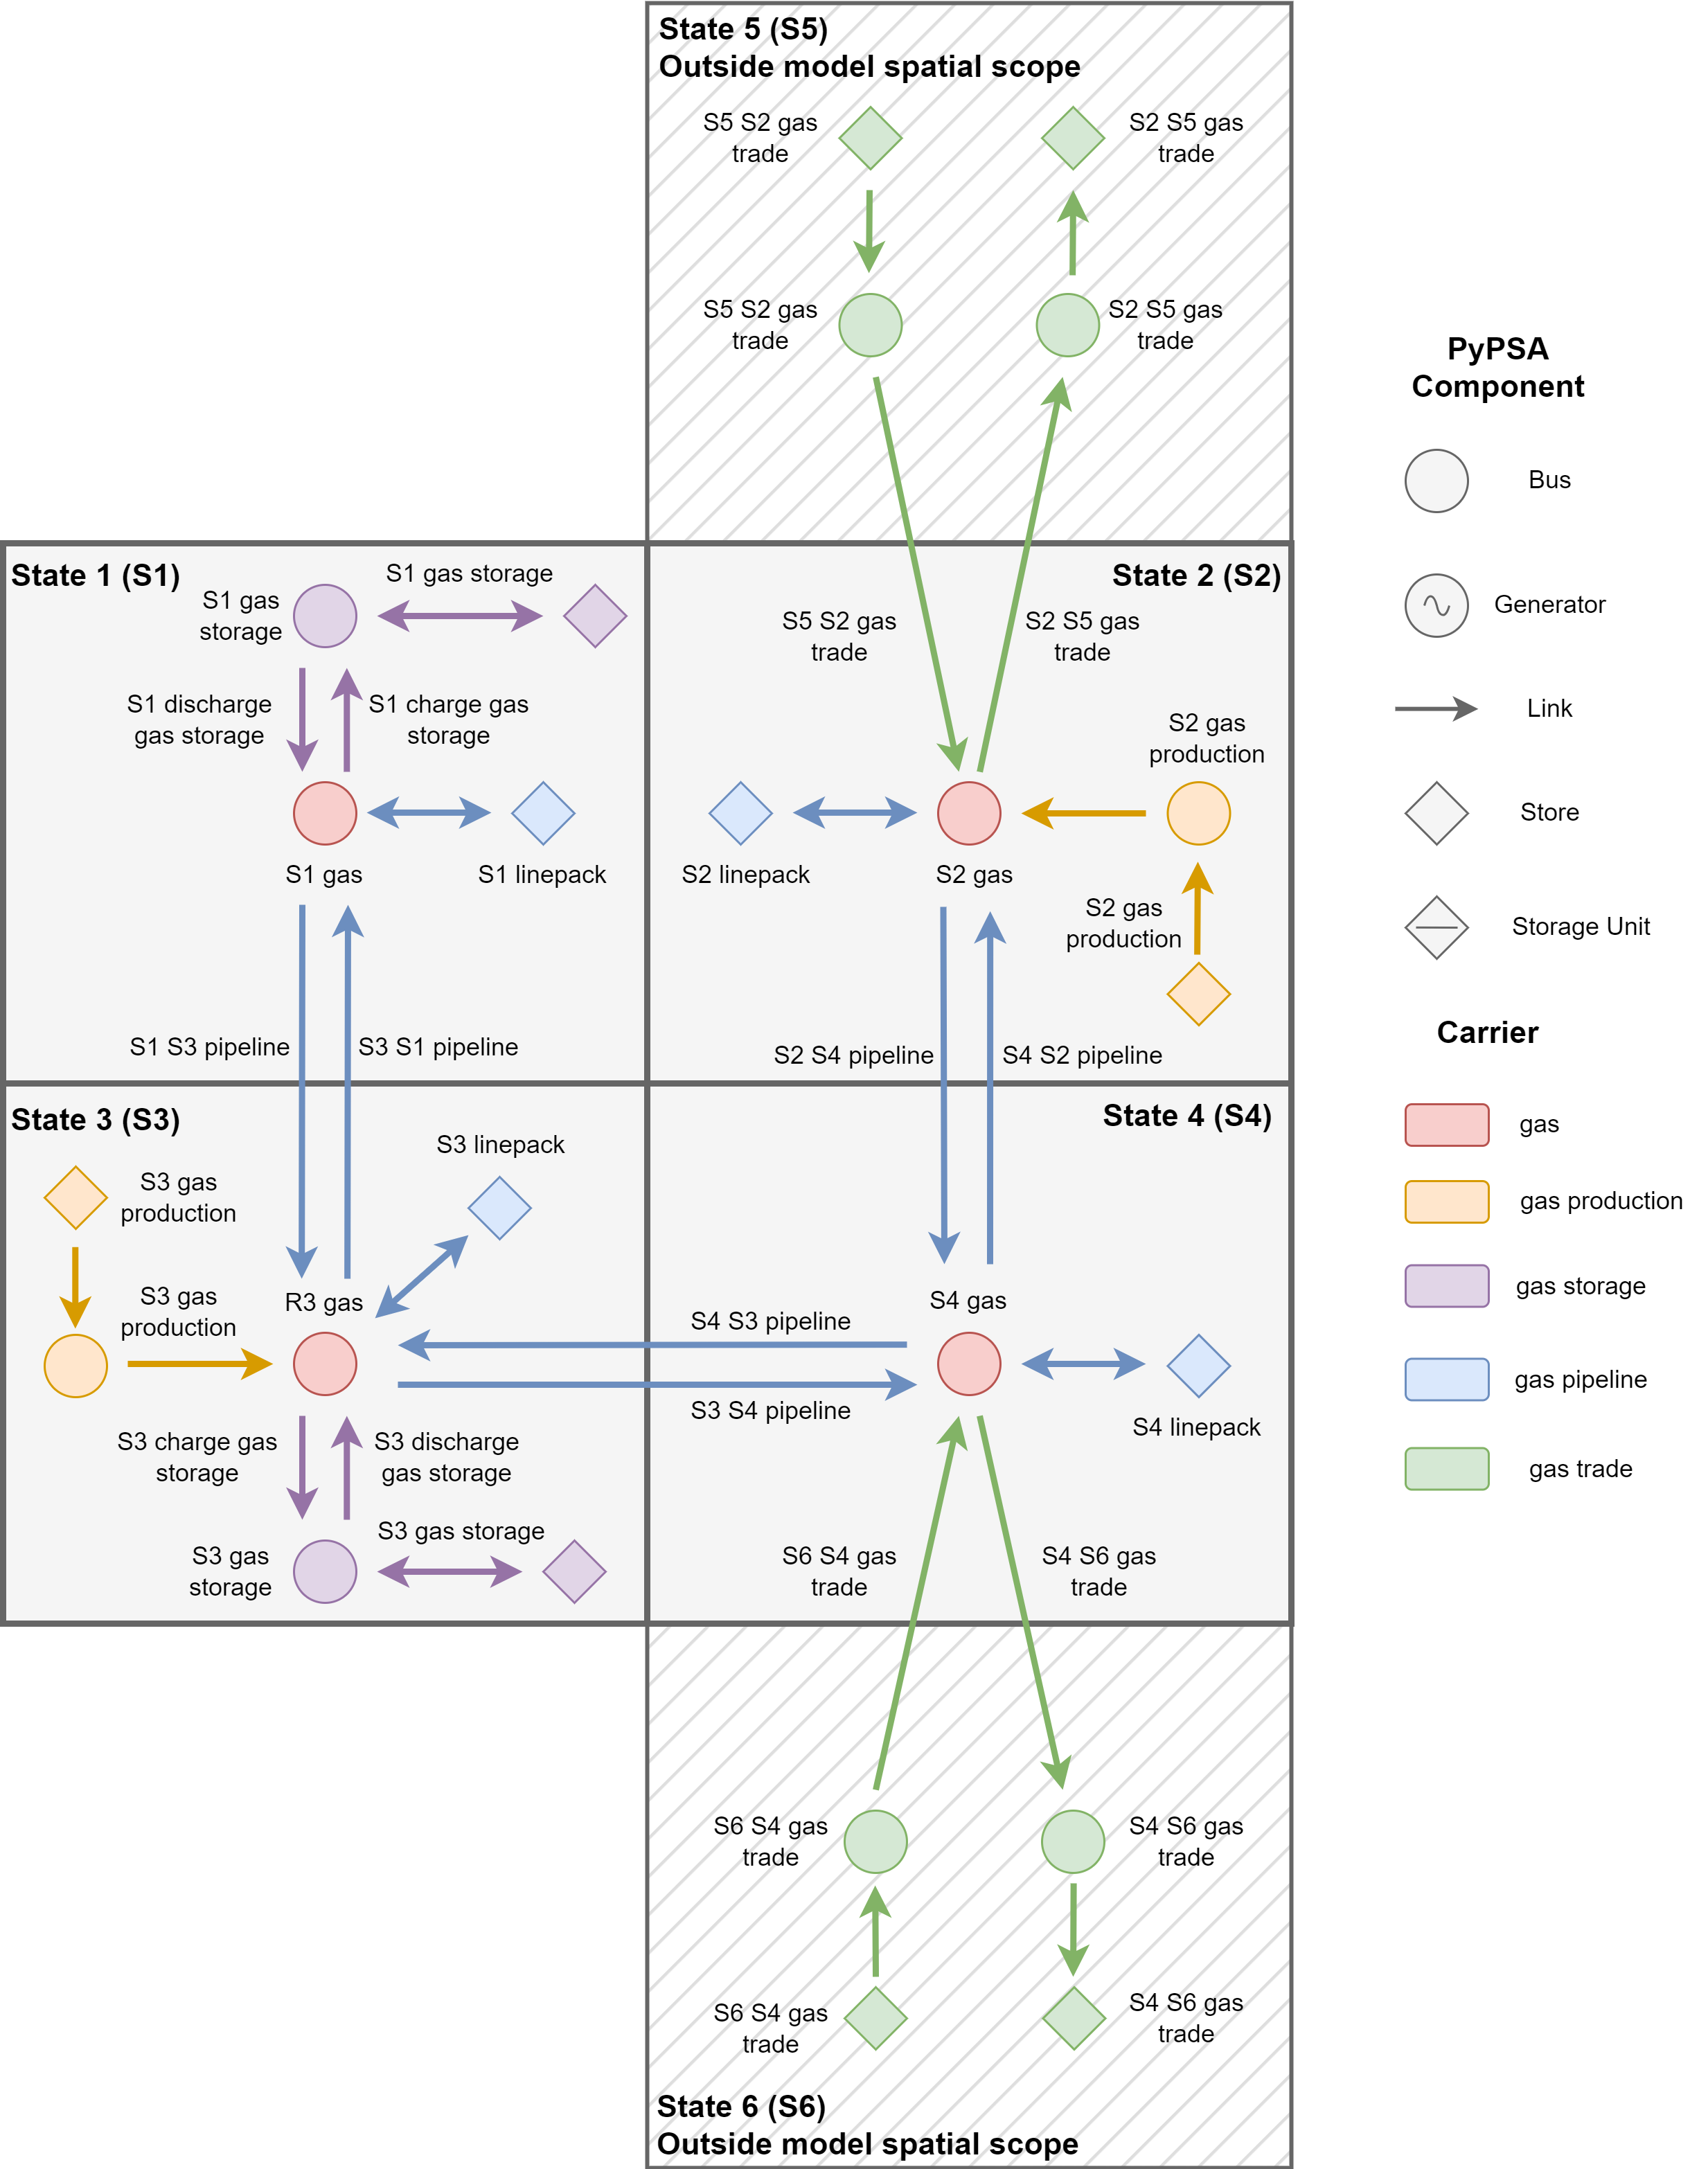 State 5 (S5)
Outside model spatial scope
S5 S2 gas
trade
S2 S5 gas
trade
S5 S2 gas
trade
S2 S5 gas
trade
State 1 (S1)
S1 gas storage
S1 gas
storage
S1 discharge
gas storage
S1 charge gas
storage
S1 gas
S1 linepack
S1 S3 pipeline
S3 S1 pipeline
State 2 (S2)
S5 S2 gas
trade
S2 S5 gas
trade
S2 gas
production
S2 linepack
S2 gas
S2 gas
production
S2 S4 pipeline
S4 S2 pipeline
State 3 (S3)
S3 linepack
S3 gas
production
S3 gas
production
R3 gas
S3 charge gas
storage
S3 discharge
gas storage
S3 gas storage
S3 gas
storage
State 4 (S4)
S4 gas
S4 S3 pipeline
S3 S4 pipeline
S4 linepack
S6 S4 gas
trade
S4 S6 gas
trade
S6 S4 gas
trade
S4 S6 gas
trade
S6 S4 gas
trade
S4 S6 gas
trade
State 6 (S6)
Outside model spatial scope
PyPSA
Component
Bus
Generator
Link
Store
Storage Unit
Carrier
gas
gas production
gas storage
gas pipeline
gas trade